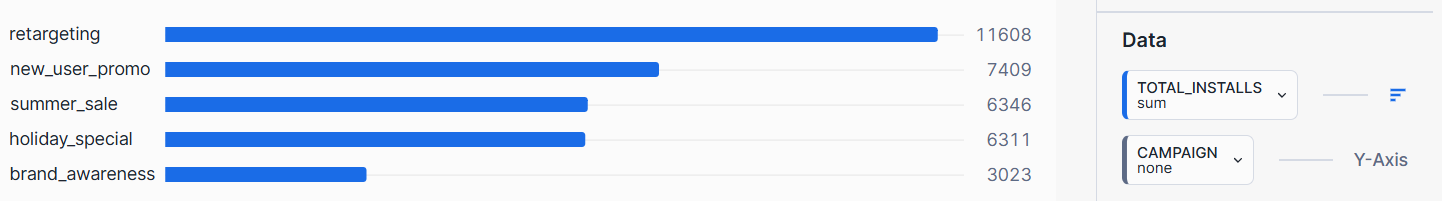 retargeting 11608
new_user_promo 7409
summer_sale 6346
holiday_special 6311
brand_awareness 3023
Data
TOTAL_INSTALLS
sum
CAMPAIGN
none
Y-Axis